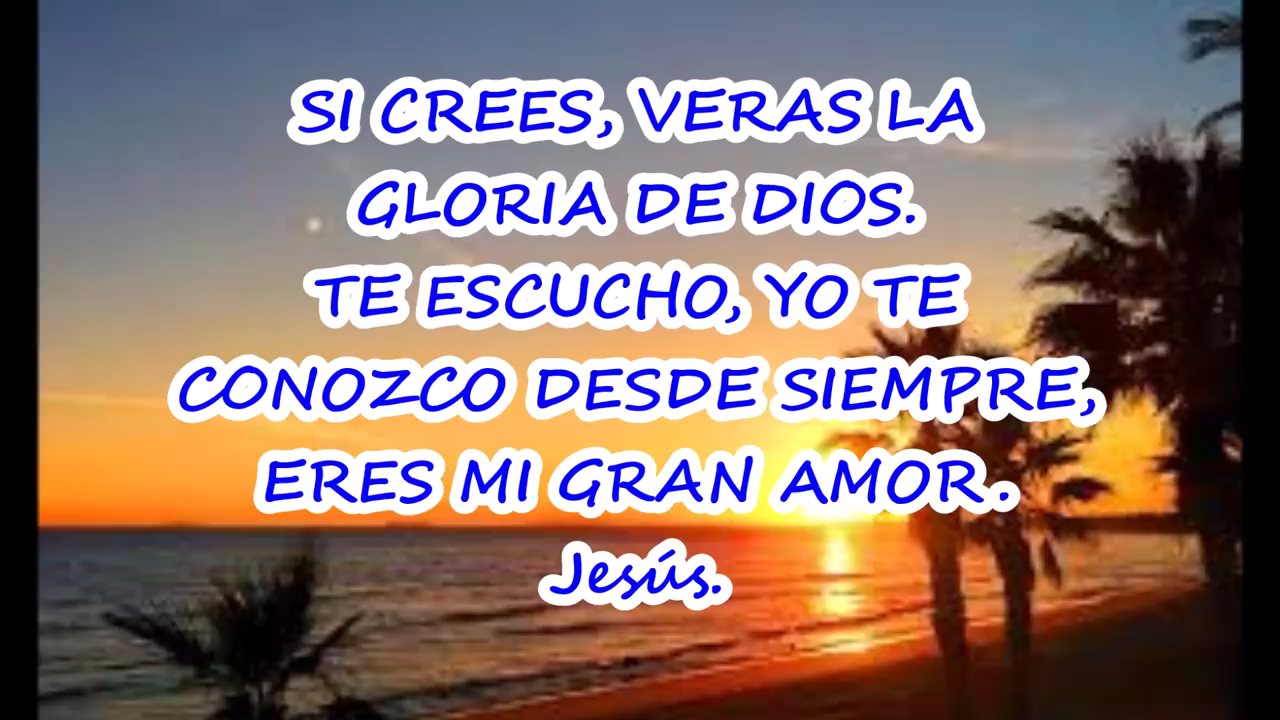 SI CREES, VERAS LA
GLORIA DE DIOS.
TE ESCUCHO, YO TE
CONOZCO DESDE SIEMPRE,
ERES MI GRAN AMOR.
Jesús.